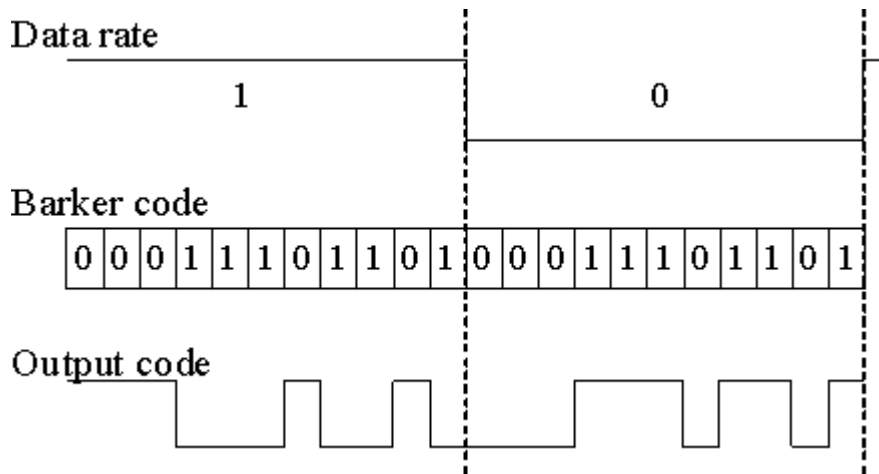 Data rate
1 0
Barker code
0 0 0 1 1 1 0 1 1 0 1 0 0 0 1 1 1 0 1 1 0 1
Output code